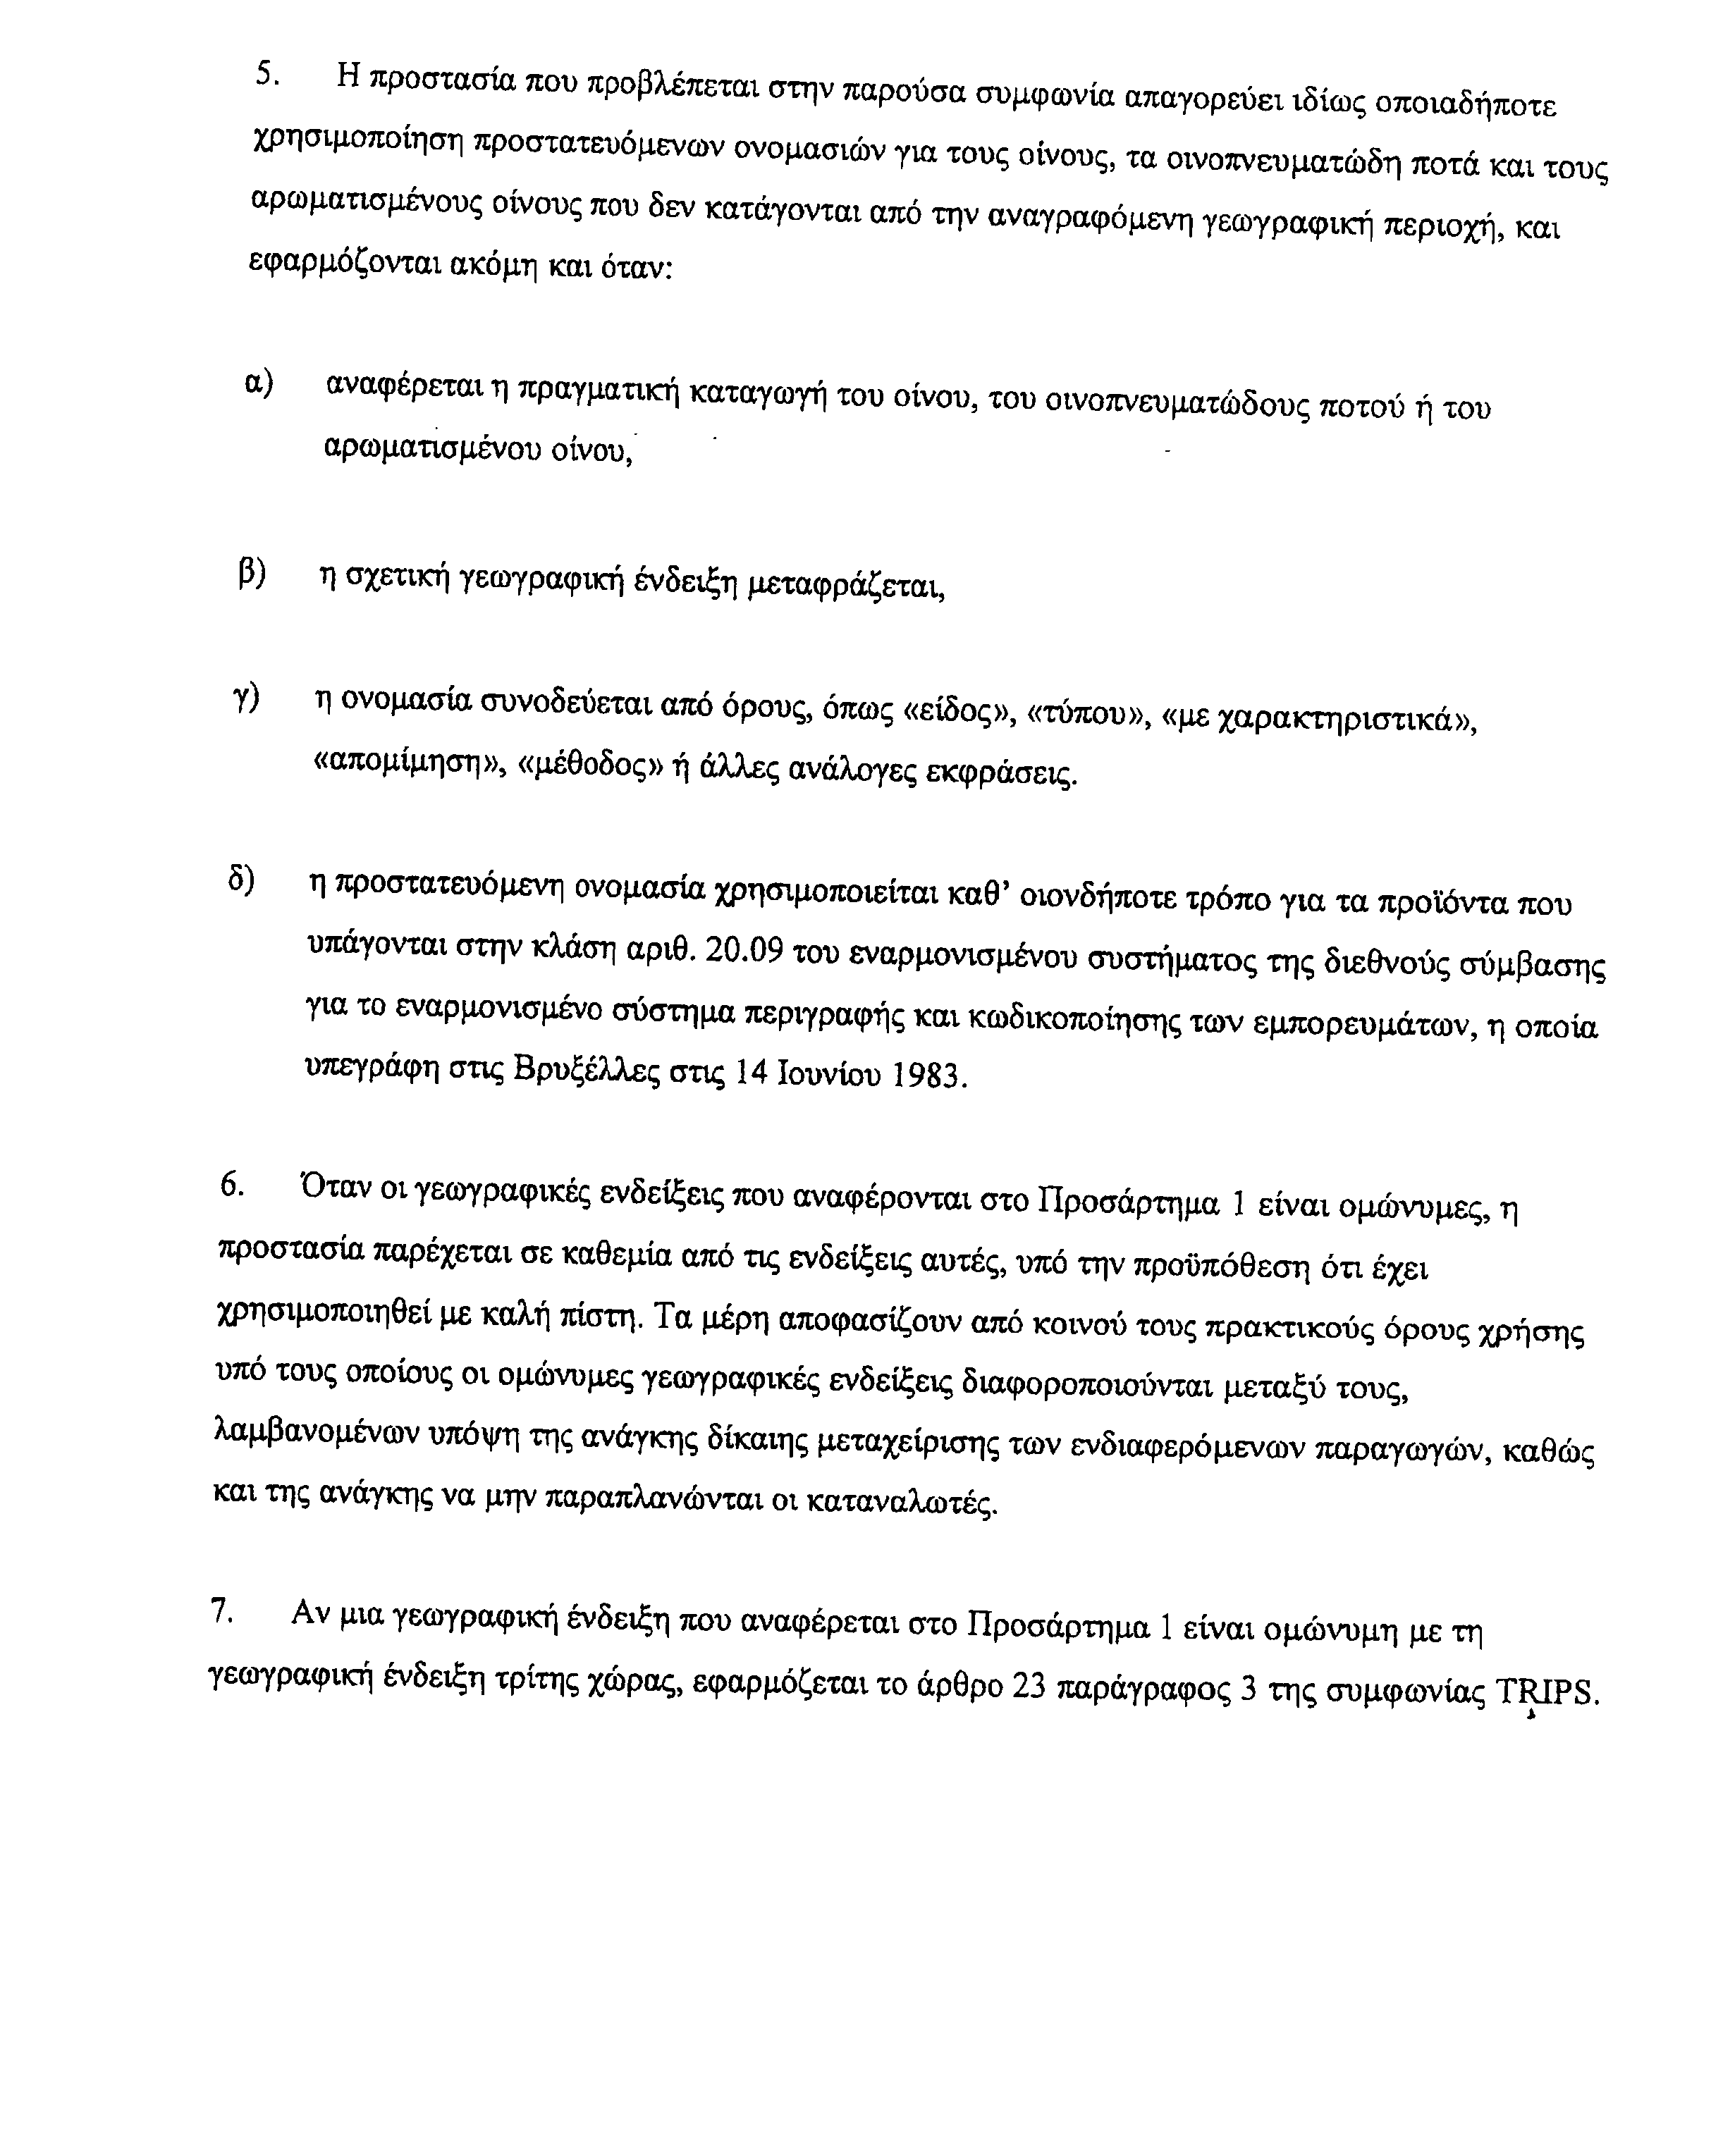 5. Η προστασία που προβλέπεται στην παρούσα συμφωνία απαγορεύει ιδίως οποιαδήποτε
χρησιμοποίηση προστατευόμενων ονομασιών για τους οίνους, τα οινοπνευματώδη ποτά και τους
αρωματισμένους οίνους που δεν κατάγονται από την αναγραφόμενη γεωγραφική περιοχή, και
εφαρμόζονται ακόμη και όταν:
α) αναφέρεται η πραγματική καταγωγή του οίνου, του οινοπνευματώδους ποτού ή του
αρωματισμένου οίνου,
β) η σχετική γεωγραφική ένδειξη μεταφράζεται,
γ) η ονομασία συνοδεύεται από όρους, όπως «είδος», «τύπου», «με χαρακτηριστικά»,
«απομίμηση», «μέθοδος» ή άλλες ανάλογες εκφράσεις.
δ) η προστατευόμενη ονομασία χρησιμοποιείται καθ’ οιονδήποτε τρόπο για τα προϊόντα που
υπάγονται στην κλάση αριθ. 20.09 του εναρμονισμένου συστήματος της διεθνούς σύμβασης
για το εναρμονισμένο σύστημα περιγραφής και κωδικοποίησης των εμπορευμάτων, η οποία
υπεγράφη στις Βρυξέλλες στις 14 Ιουνίου 1983.
6. Όταν οι γεωγραφικές ενδείξεις που αναφέρονται στο Προσάρτημα 1 είναι ομώνυμες, η
προστασία παρέχεται σε καθεμία από τις ενδείξεις αυτές, υπό την προϋπόθεση ότι έχει
χρησιμοποιηθεί με καλή πίστη. Τα μέρη αποφασίζουν από κοινού τους πρακτικούς όρους χρήσης
υπό τους οποίους οι ομώνυμες γεωγραφικές ενδείξεις διαφοροποιούνται μεταξύ τους,
λαμβανομένων υπόψη της ανάγκης δίκαιης μεταχείρισης των ενδιαφερόμενων παραγωγών, καθώς
και της ανάγκης να μην παραπλανώνται οι καταναλωτές.
7. Αν μια γεωγραφική ένδειξη που αναφέρεται στο Προσάρτημα 1 είναι ομώνυμη με τη
γεωγραφική ένδειξη τρίτης χώρας, εφαρμόζεται το άρθρο 23 παράγραφος 3 της συμφωνίας TRIPS.